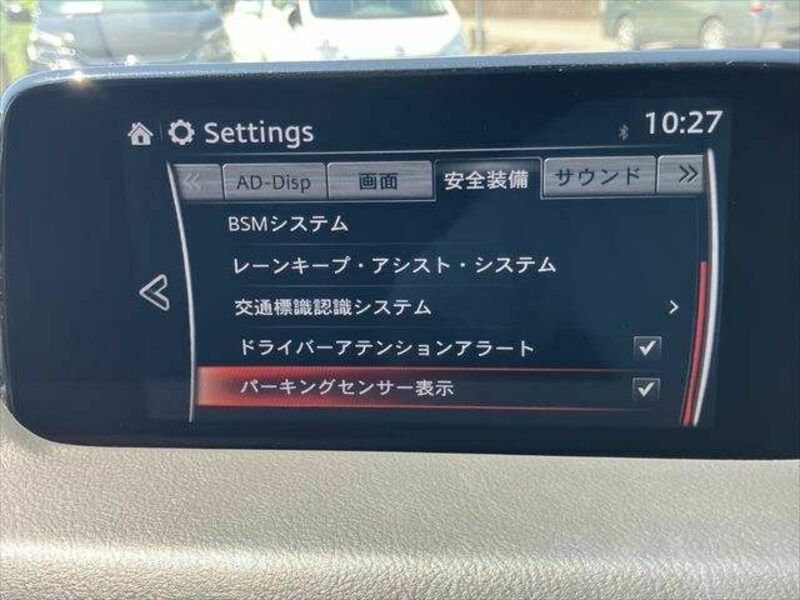 Settings 10:27
AD-Disp 画面 安全装備 サウンド
BSMシステム
レーンキープ・アシスト・システム
交通標識認識システム
ドライバーアテンションアラート
パーキングセンサー表示